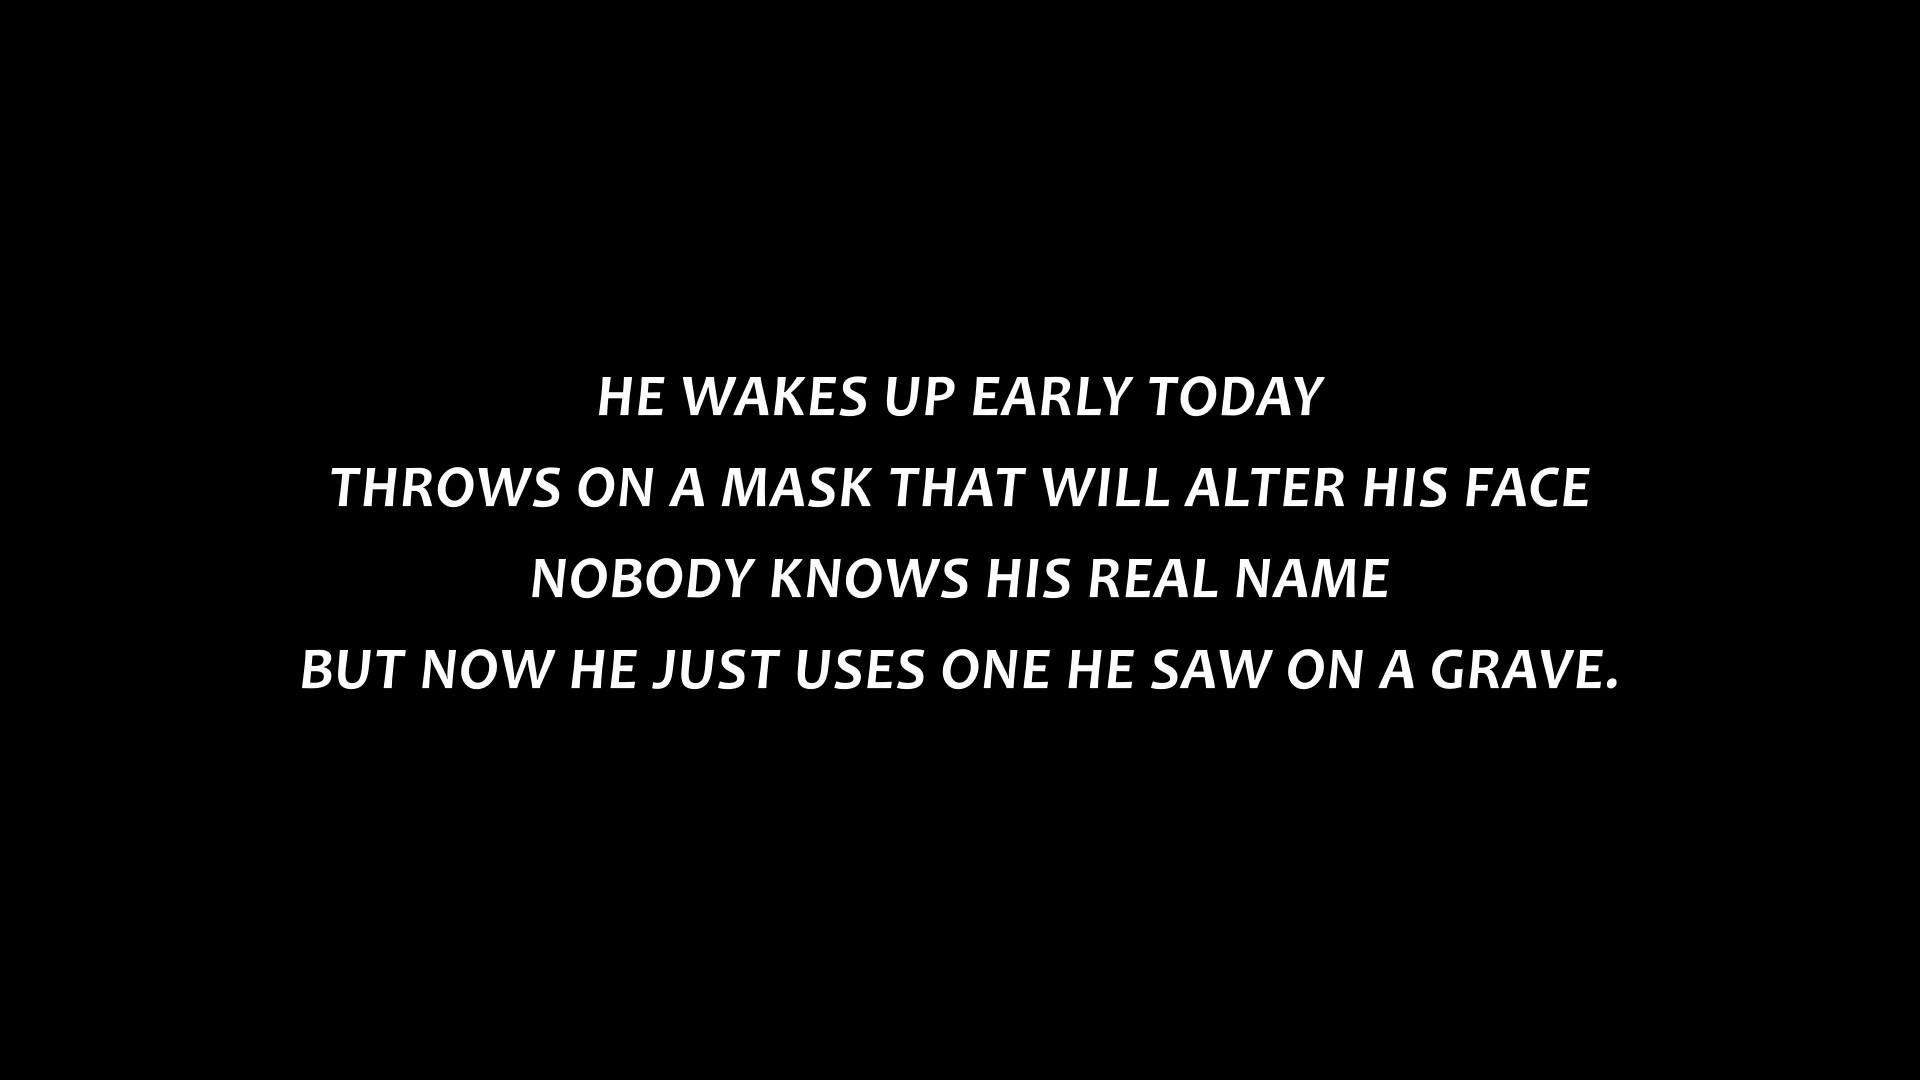 HE WAKES UP EARLY TODAY
THROWS ON A MASK THAT WILL ALTER HIS FACE
NOBODY KNOWS HIS REAL NAME
BUT NOW HE JUST USES ONE HE SAW ON A GRAVE.